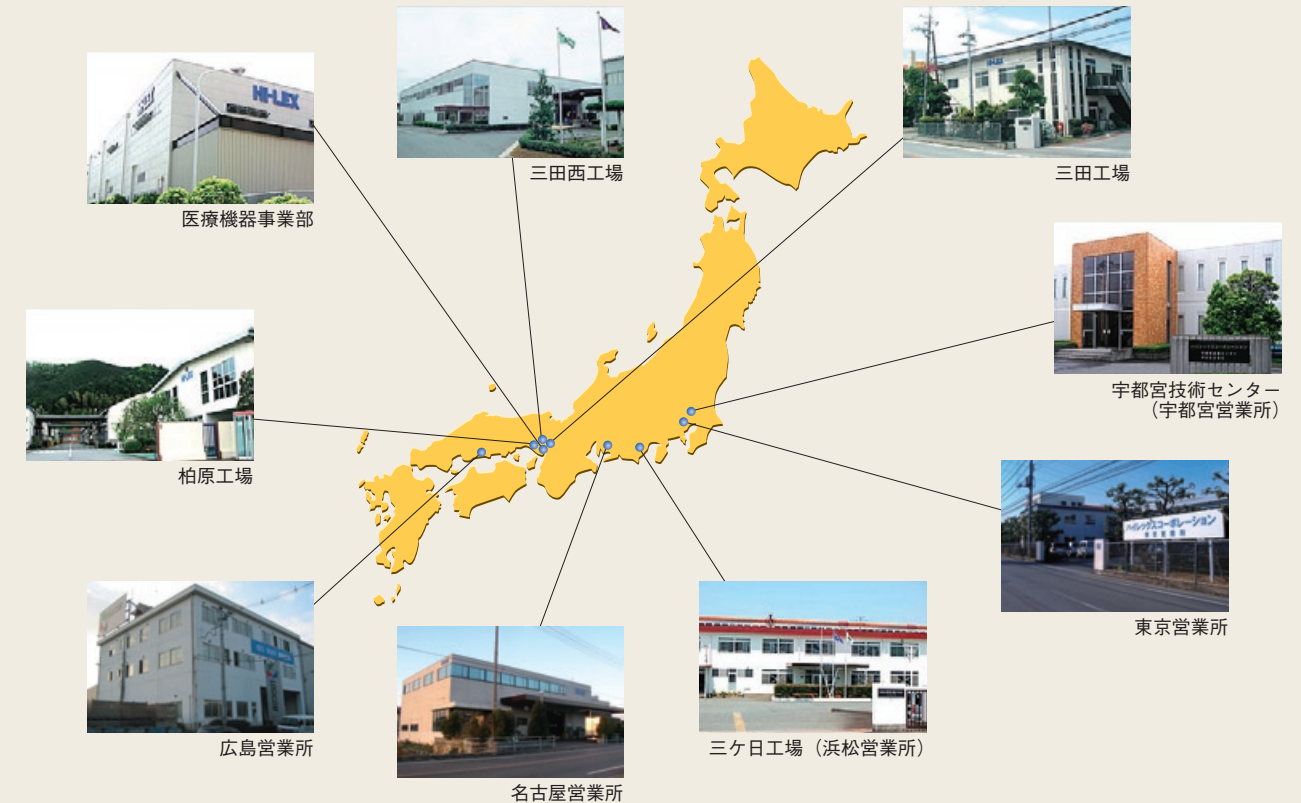 HI-LEX
医療機器事業部
三田西工場
HI-LEX
三田工場
宇都宮技術センター
（宇都宮営業所）
柏原工場
ハイレックスコーポレーション
東京営業所
広島営業所
名古屋営業所
三ケ日工場（浜松営業所）